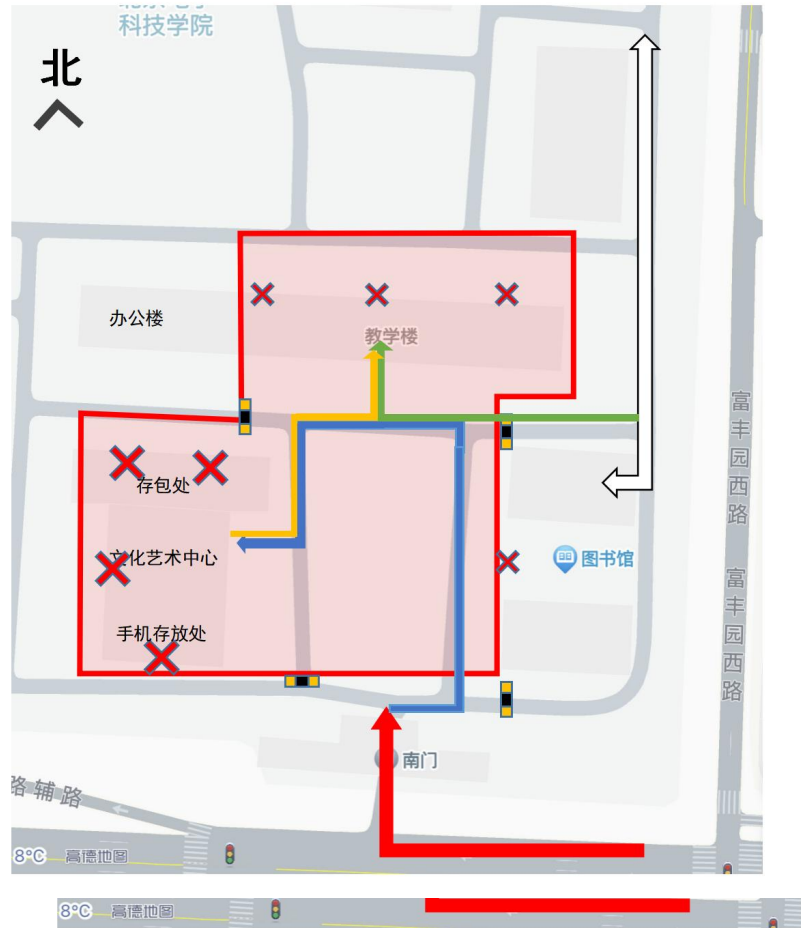 科技学院
北
办公楼
教学楼
存包处
文化艺术中心
手机存放处
图书馆
富丰园西路
富丰园西路
南门
路辅路
8°C 高德地图
8°C 高德地图